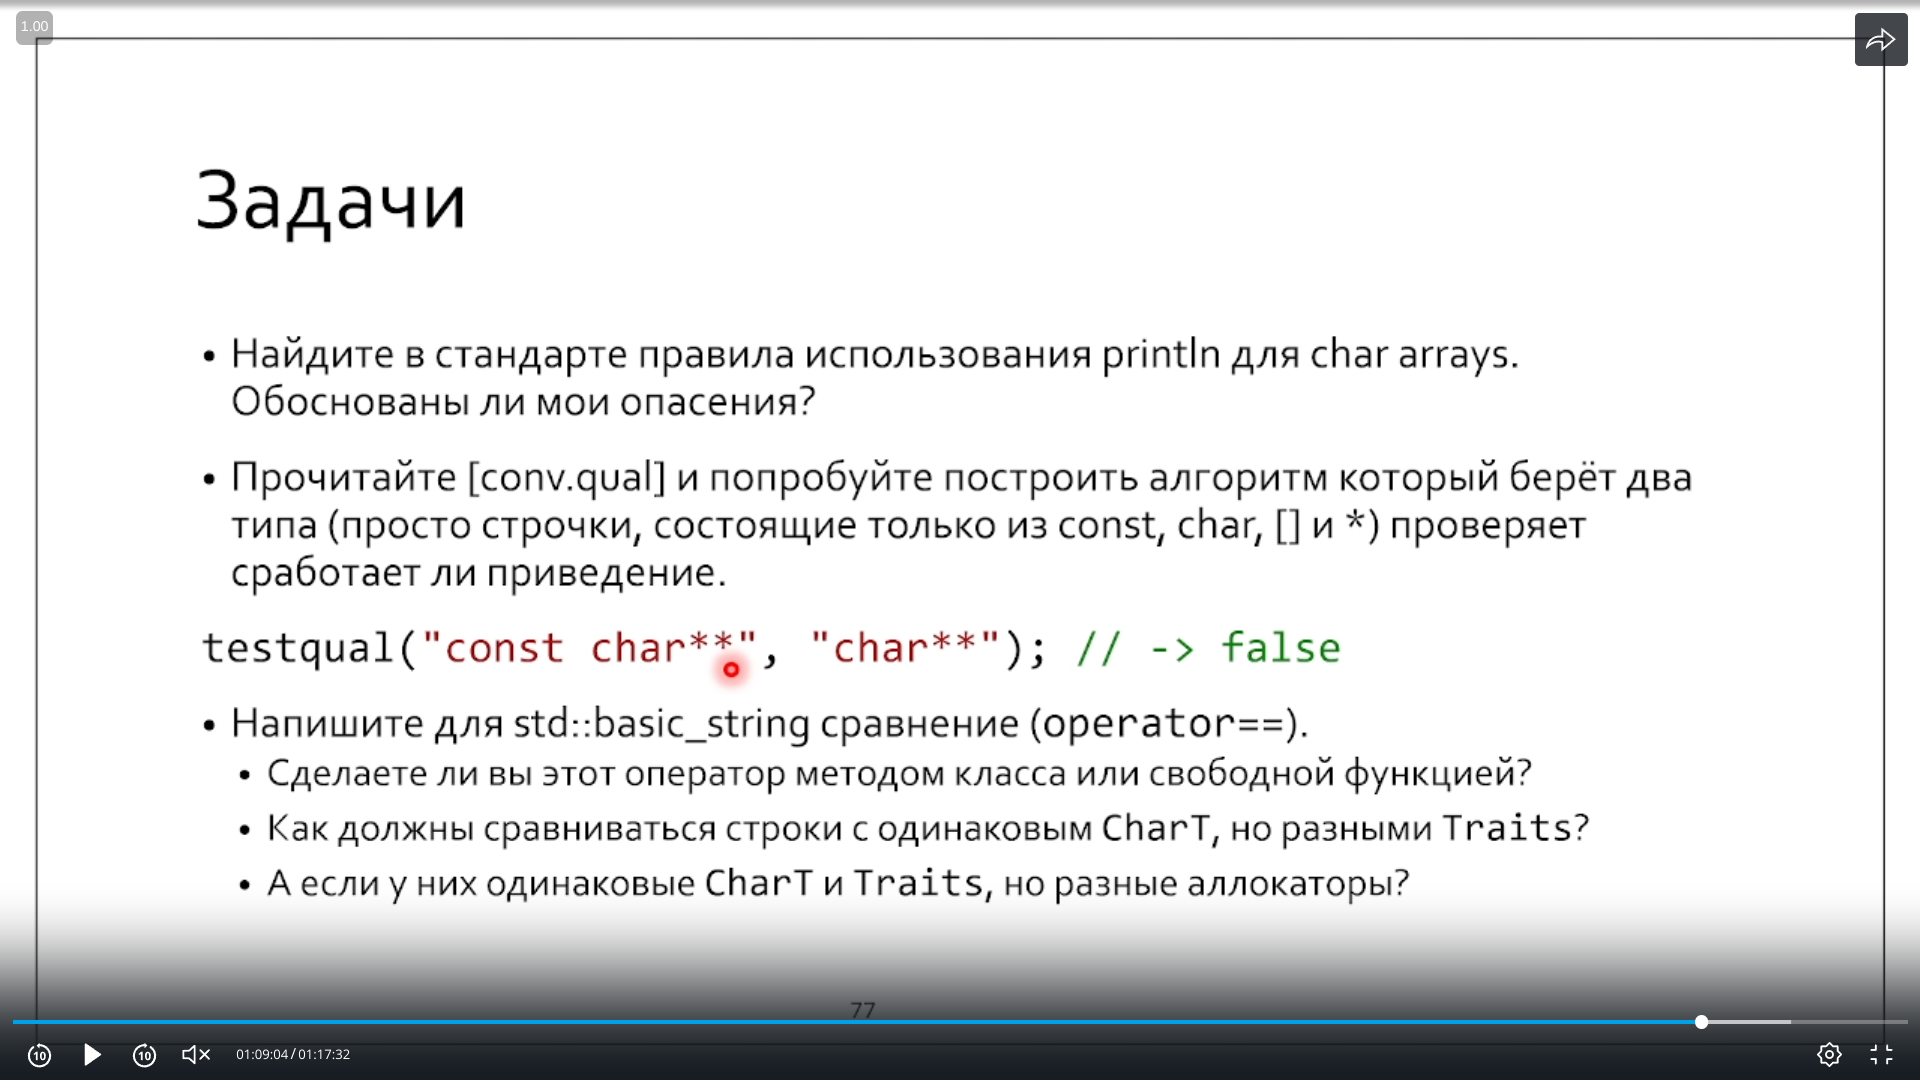 1.00
Задачи
• Найдите в стандарте правила использования println для char arrays.
Обоснованы ли мои опасения?
• Прочитайте [conv.qual] и попробуйте построить алгоритм который берёт два
типа (просто строчки, состоящие только из const, char, [] и *) проверяет
сработает ли приведение.
testqual("const char**", "char**"); // -> false
• Напишите для std::basic_string сравнение (operator==).
• Сделаете ли вы этот оператор методом класса или свободной функцией?
• Как должны сравниваться строки с одинаковым CharT, но разными Traits?
• А если у них одинаковые CharT и Traits, но разные аллокаторы?
77
10 10 01:09:04 / 01:17:32